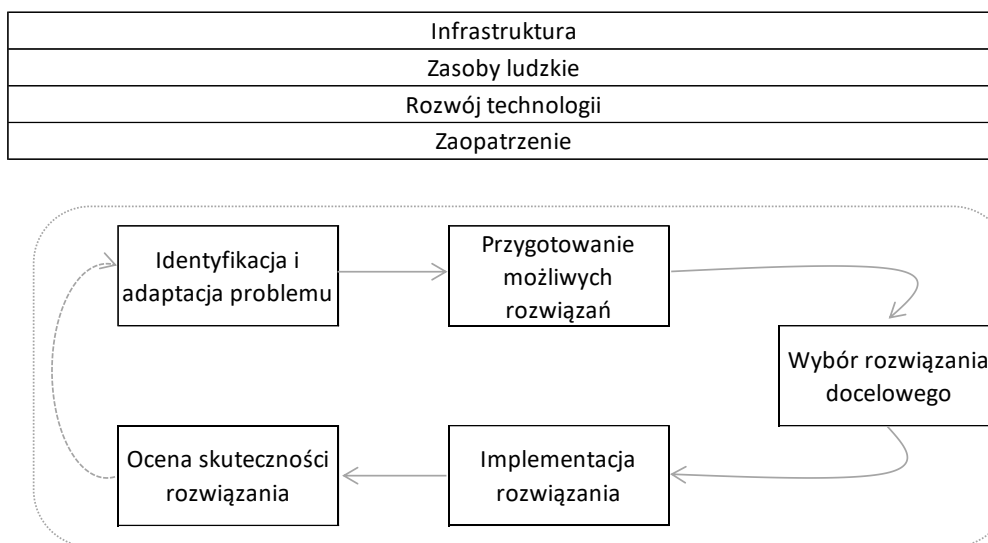 Infrastruktura
Zasoby ludzkie
Rozwój technologii
Zaopatrzenie
Identyfikacja i
adaptacja problemu
Przygotowanie
możliwych
rozwiązań
Wybór rozwiązania
docelowego
Implementacja
rozwiązania
Ocena skuteczności
rozwiązania